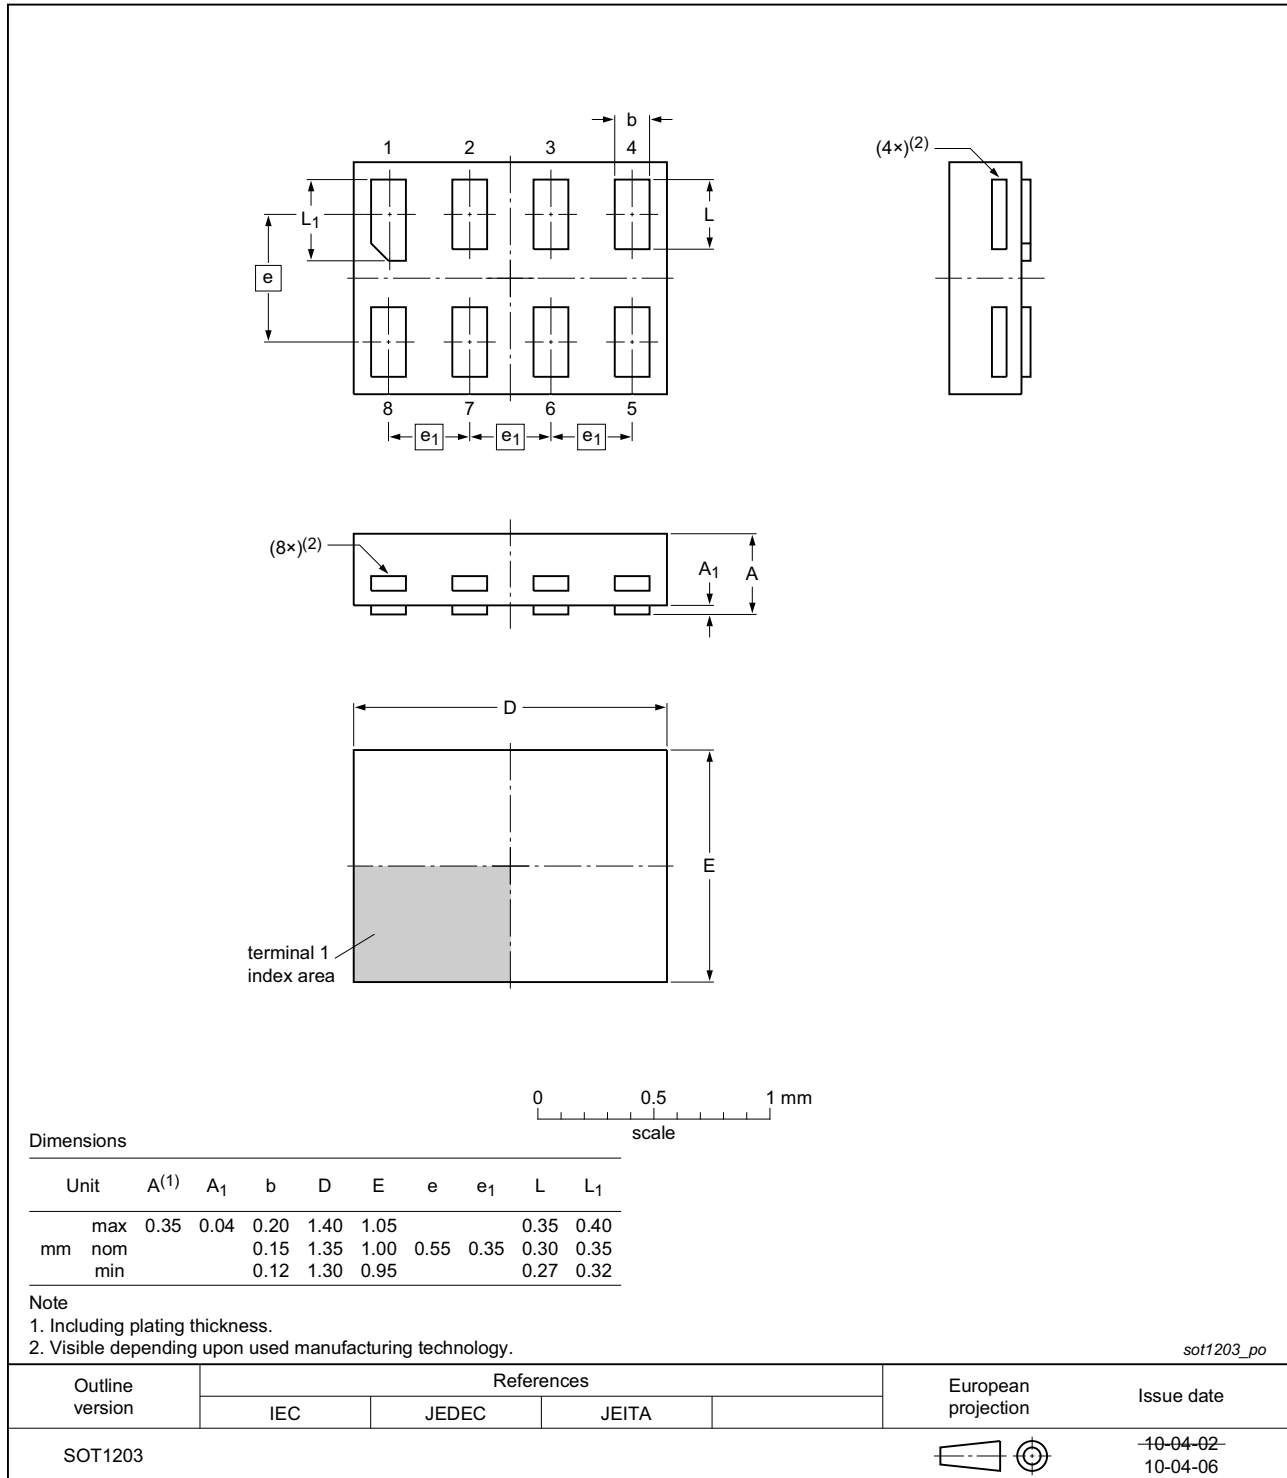 b
1 2 3 4
(4×)(2)
L1
L
e
8 7 6 5
e1 e1 e1
(8×)(2)
A1 A
D
E
terminal 1
index area
0 0.5 1 mm
scale
Dimensions
Unit A(1) A1 b D E e e1 L L1
max 0.35 0.04 0.20 1.40 1.05 0.35 0.40
mm nom 0.15 1.35 1.00 0.55 0.35 0.30 0.35
min 0.12 1.30 0.95 0.27 0.32
Note
1. Including plating thickness.
2. Visible depending upon used manufacturing technology.
sot1203_po
Outline
version
References
IEC JEDEC JEITA
European
projection
Issue date
SOT1203
10-04-02
10-04-06